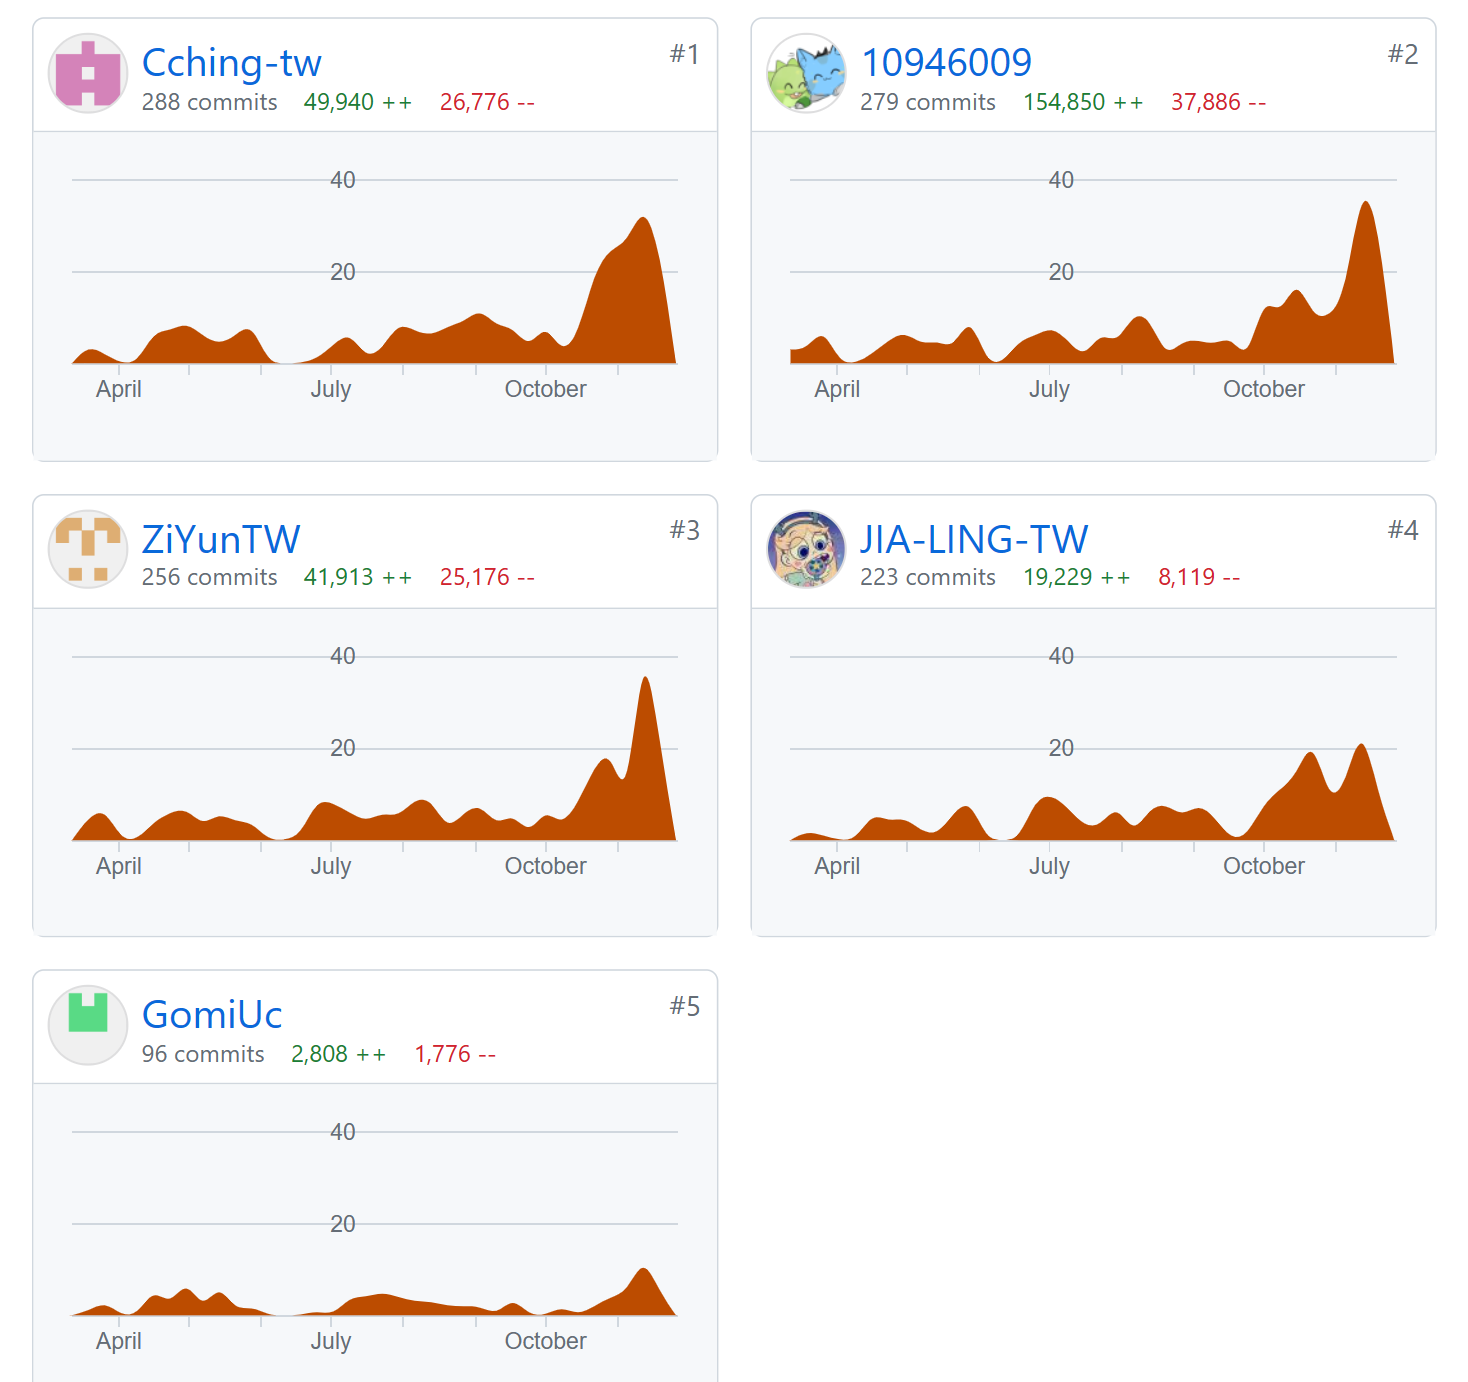 Cching-tw #1
288 commits 49,940 ++ 26,776 --
40
20
April July October
10946009 #2
279 commits 154,850 ++ 37,886 --
40
20
April July October
ZiYunTW #3
256 commits 41,913 ++ 25,176 --
40
20
April July October
JIA-LING-TW #4
223 commits 19,229 ++ 8,119 --
40
20
April July October
GomiUc #5
96 commits 2,808 ++ 1,776 --
40
20
April July October